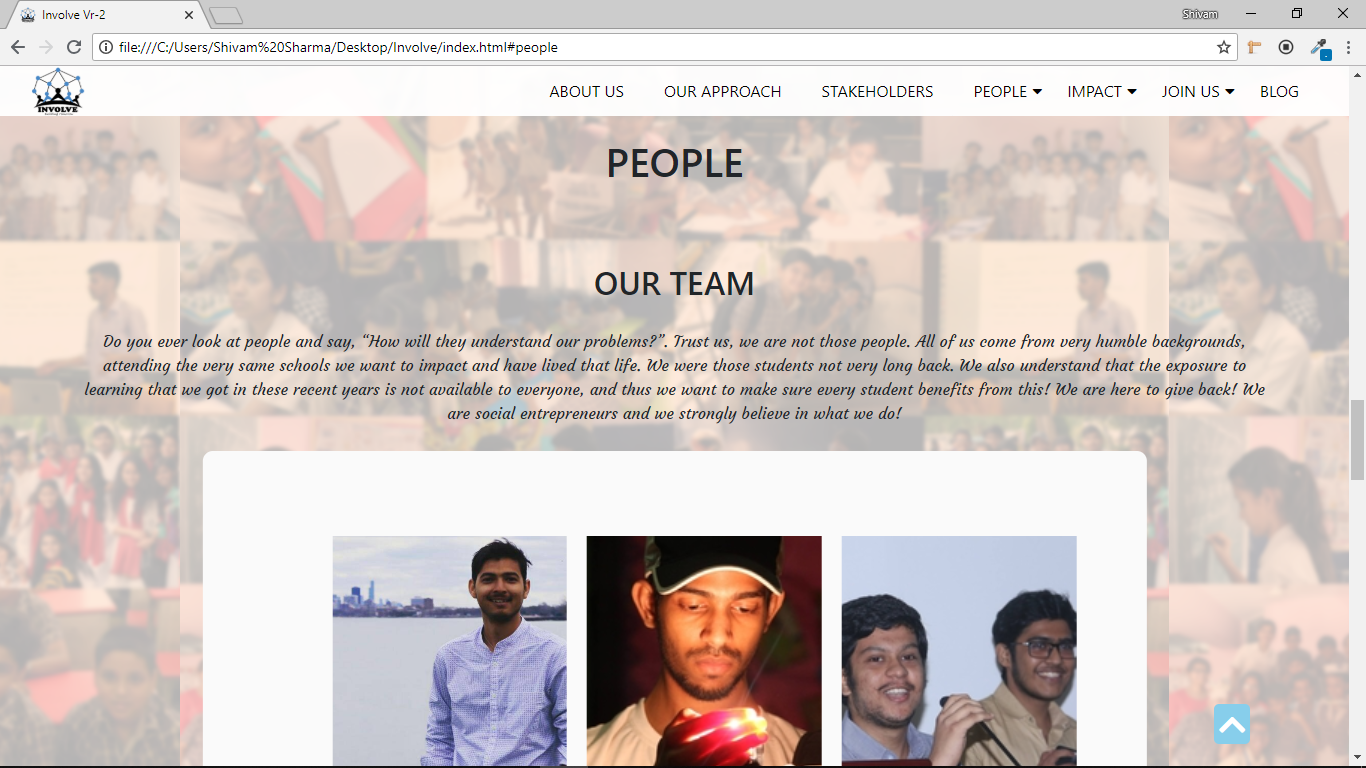 Involve Vr-2
Shivam
file:///C:/Users/Shivam%20Sharma/Desktop/Involve/index.html#people
INVOLVE
ABOUT US OUR APPROACH STAKEHOLDERS PEOPLE IMPACT JOIN US BLOG
PEOPLE
OUR TEAM
Do you ever look at people and say, “How will they understand our problems?”. Trust us, we are not those people. All of us come from very humble backgrounds,
attending the very same schools we want to impact and have lived that life. We were those students not very long back. We also understand that the exposure to
learning that we got in these recent years is not available to everyone, and thus we want to make sure every student benefits from this! We are here to give back! We
are social entrepreneurs and we strongly believe in what we do!